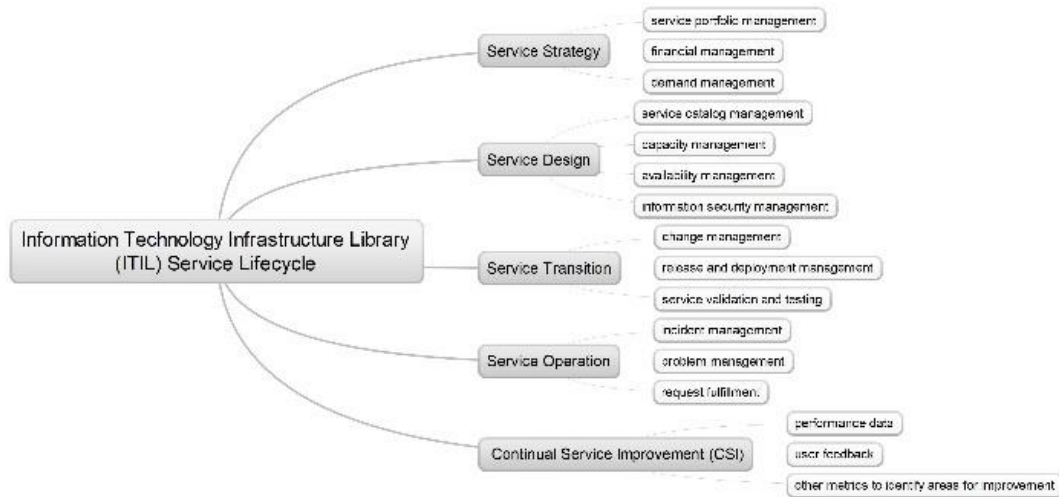 Information Technology Infrastructure Library
(ITIL) Service Lifecycle
Service Strategy
service portfolio management
financial management
demand management
Service Design
service catalog management
capacity management
availability management
information security management
Service Transition
change management
release and deployment management
service validation and testing
Service Operation
incident management
problem management
request fulfillment
Continual Service Improvement (CSI)
performance data
user feedback
other metrics to identify areas for improvement